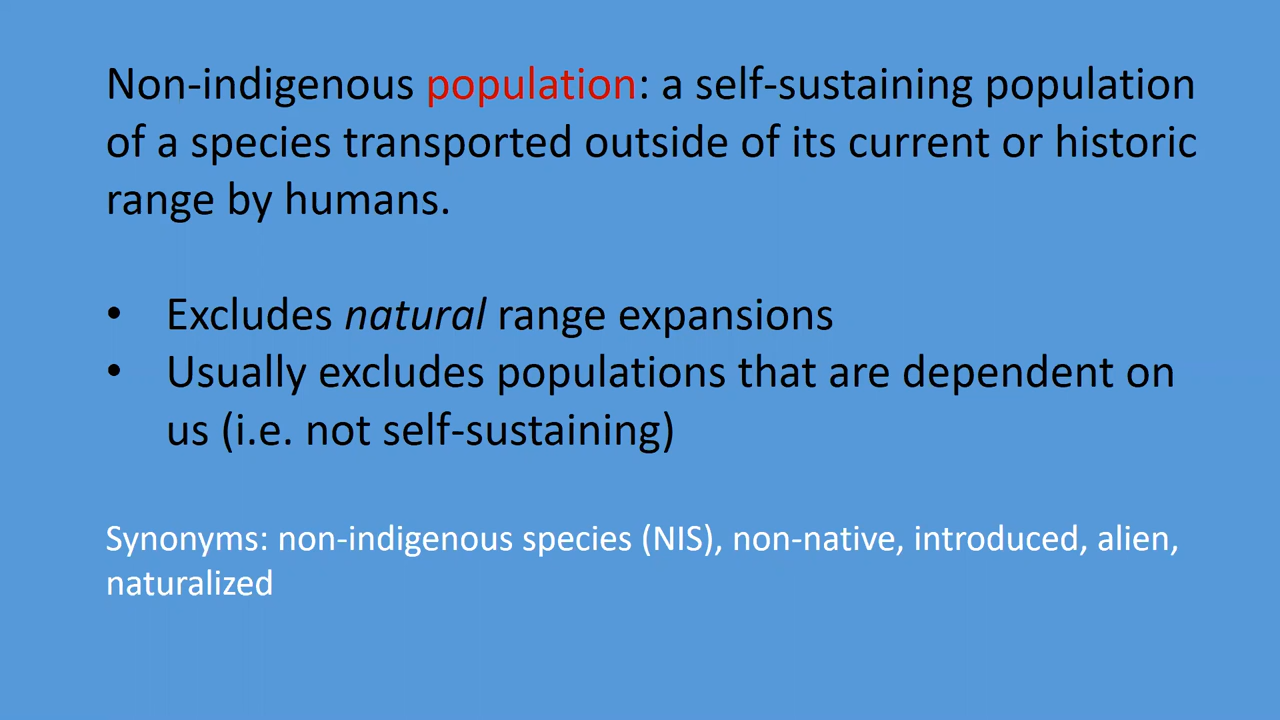 Non-indigenous population: a self-sustaining population
of a species transported outside of its current or historic
range by humans.
• Excludes natural range expansions
• Usually excludes populations that are dependent on
us (i.e. not self-sustaining)
Synonyms: non-indigenous species (NIS), non-native, introduced, alien,
naturalized